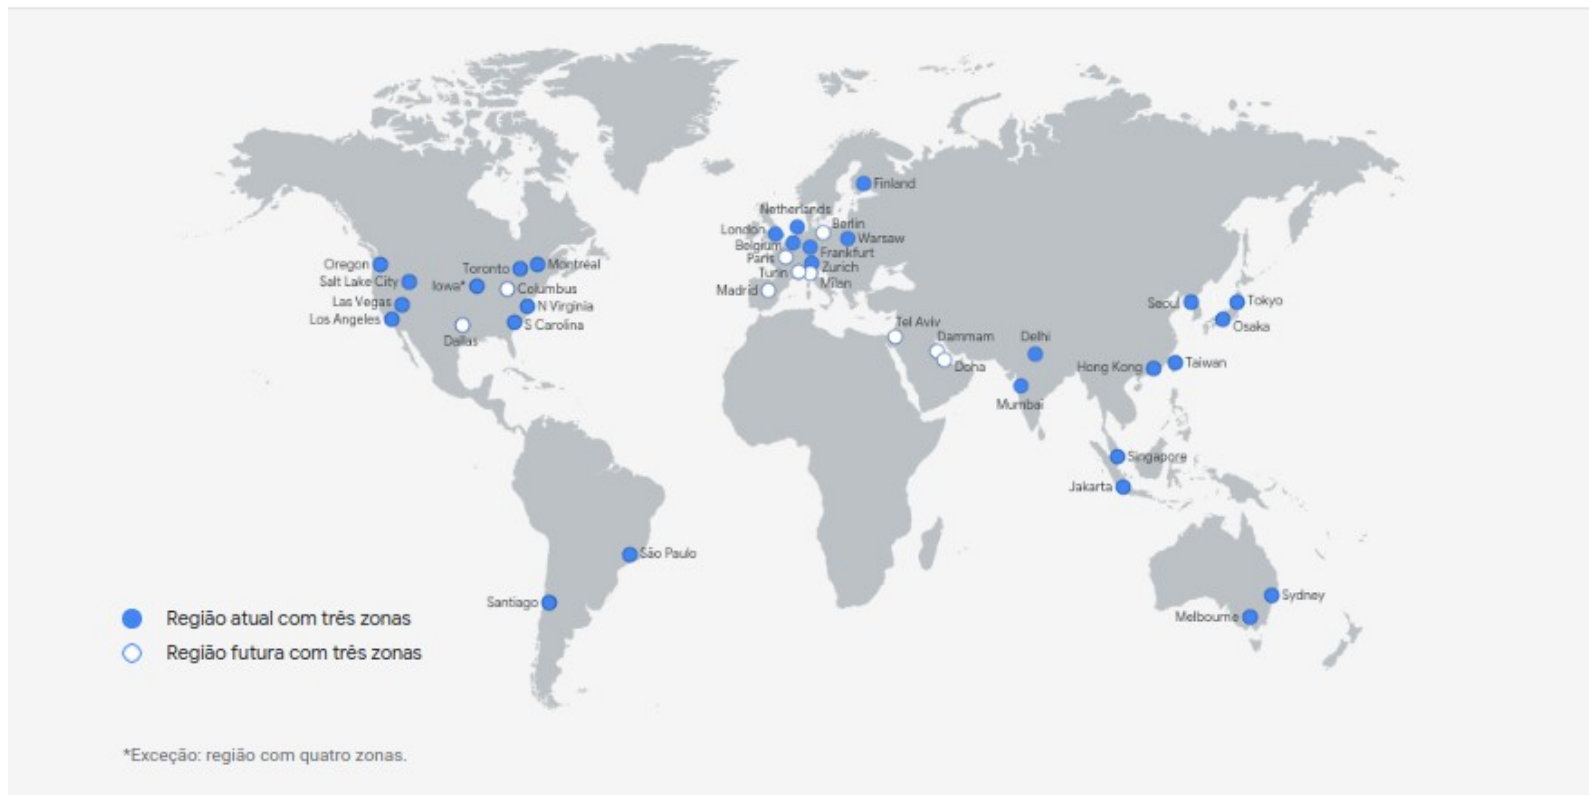 Finland
Netherlands
London
Berlin
Belgium
Warsaw
Frankfurt
Paris
Zurich
Turin
Milan
Madrid
Oregon
Toronto
Montréal
Salt Lake City
Iowa*
Columbus
Las Vegas
N Virginia
Los Angeles
S Carolina
Dallas
Tel Aviv
Dammam
Doha
Delhi
Mumbai
Seoul
Tokyo
Osaka
Hong Kong
Taiwan
Singapore
Jakarta
São Paulo
Santiago
Sydney
Melbourne
Região atual com três zonas
Região futura com três zonas
*Exceção: região com quatro zonas.